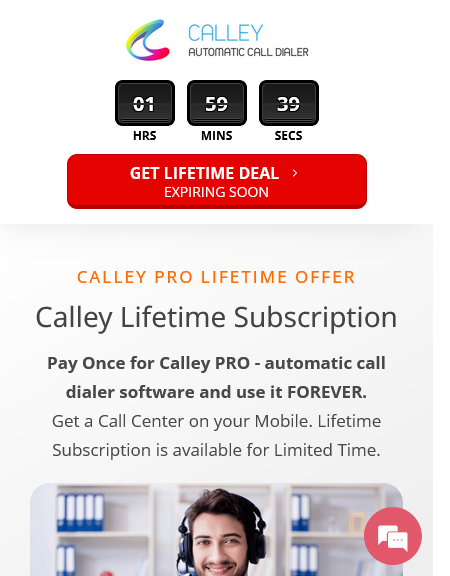 CALLEY
AUTOMATIC CALL DIALER
01 59 39
HRS MINS SECS
GET LIFETIME DEAL
EXPIRING SOON
CALLEY PRO LIFETIME OFFER
Calley Lifetime Subscription
Pay Once for Calley PRO - automatic call
dialer software and use it FOREVER.
Get a Call Center on your Mobile. Lifetime
Subscription is available for Limited Time.